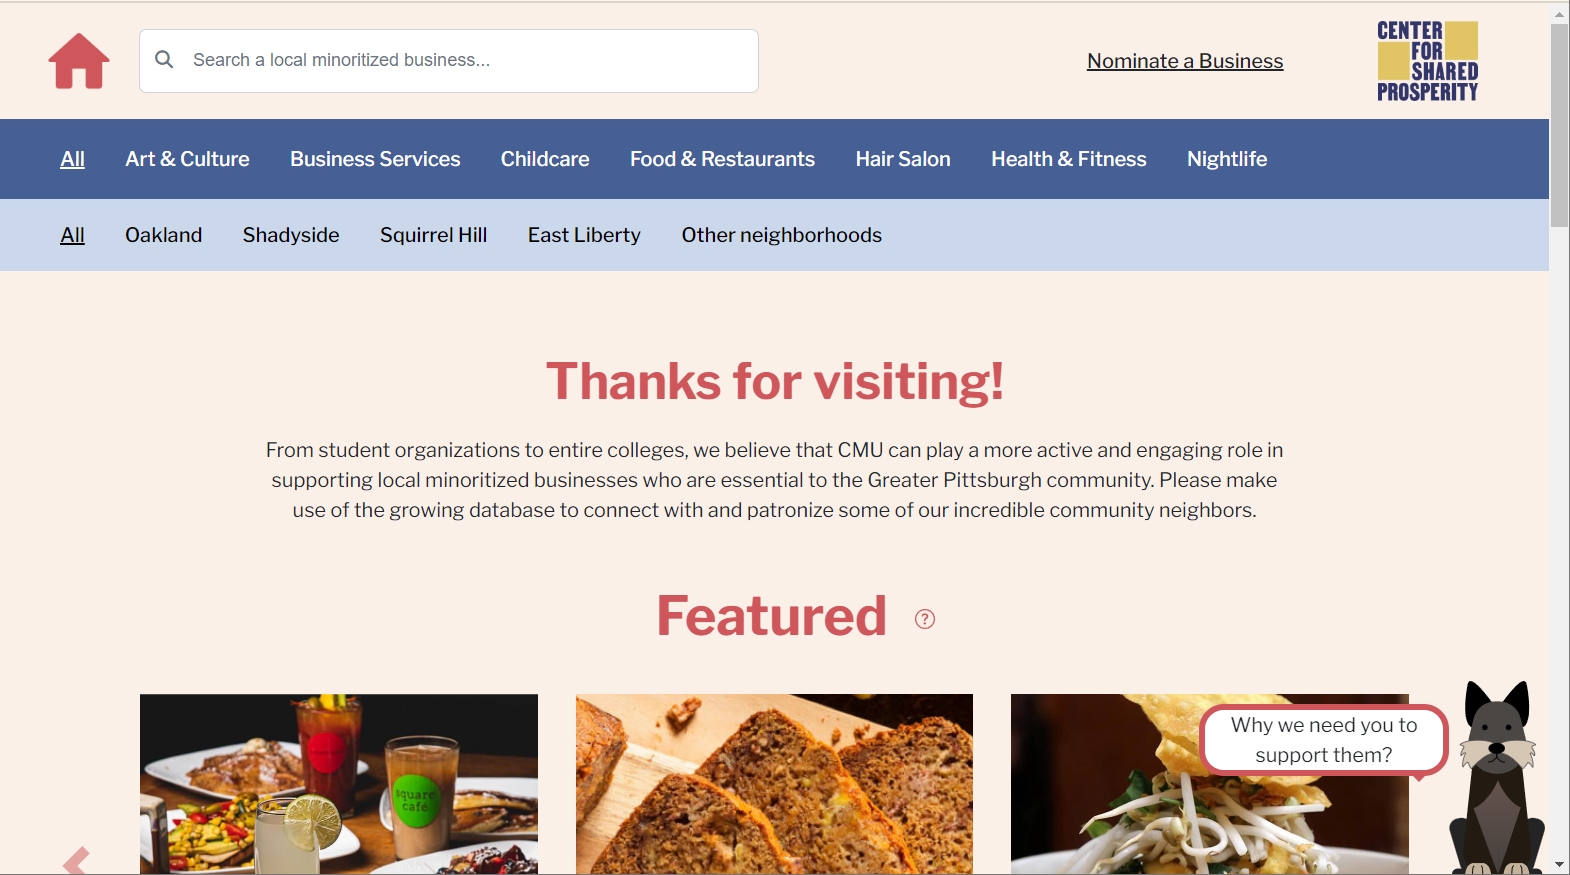 Search a local minoritized business...
Nominate a Business
CENTER
FOR
SHARED
PROSPERITY
All Art & Culture Business Services Childcare Food & Restaurants Hair Salon Health & Fitness Nightlife
All Oakland Shadyside Squirrel Hill East Liberty Other neighborhoods
Thanks for visiting!
From student organizations to entire colleges, we believe that CMU can play a more active and engaging role in
supporting local minoritized businesses who are essential to the Greater Pittsburgh community. Please make
use of the growing database to connect with and patronize some of our incredible community neighbors.
Featured ?
square
café
Why we need you to
support them?